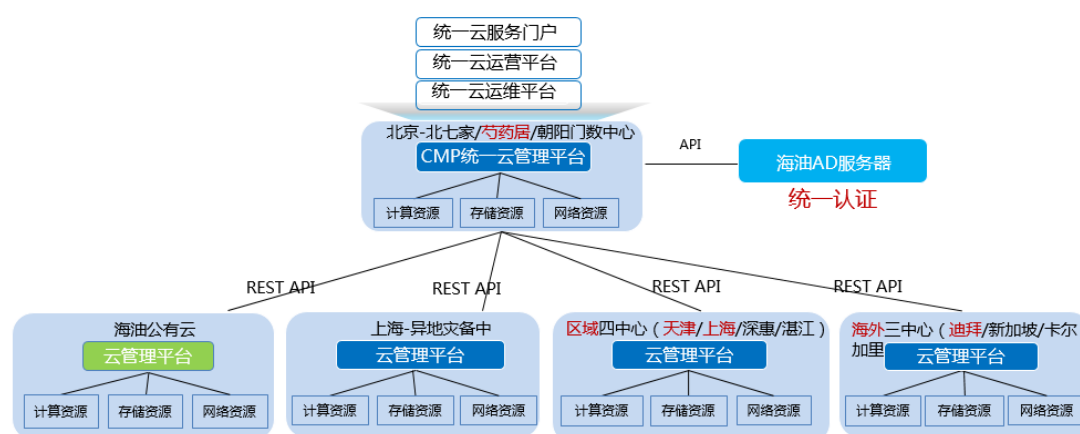 统一云服务门户
统一云运营平台
统一云运维平台
北京-北七家/芍药居/朝阳门数中心
CMP统一云管理平台
计算资源
存储资源
网络资源
API
海油AD服务器
统一认证
REST API
REST API
REST API
REST API
海油公有云
云管理平台
计算资源
存储资源
网络资源
上海-异地灾备中
云管理平台
计算资源
存储资源
网络资源
区域四中心（天津/上海/深惠/湛江）
云管理平台
计算资源
存储资源
网络资源
海外三中心（迪拜/新加坡/卡尔
加里
云管理平台
计算资源
存储资源
网络资源